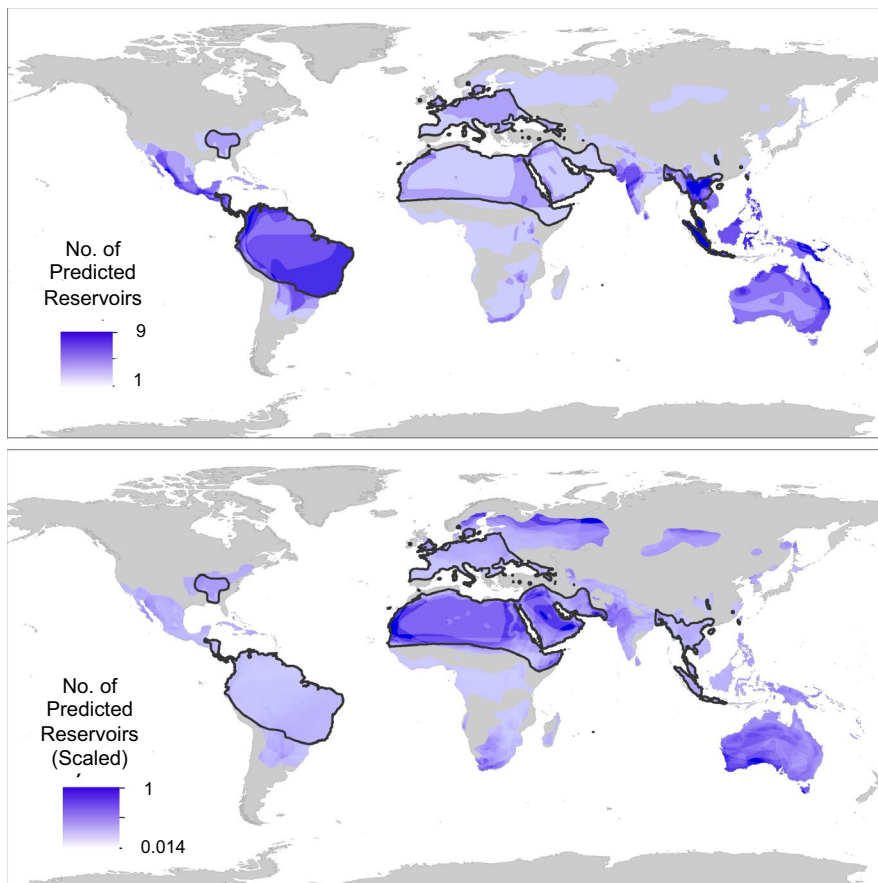 No. of
Predicted
Reservoirs
9
1
No. of
Predicted
Reservoirs
(Scaled)
1
0.014